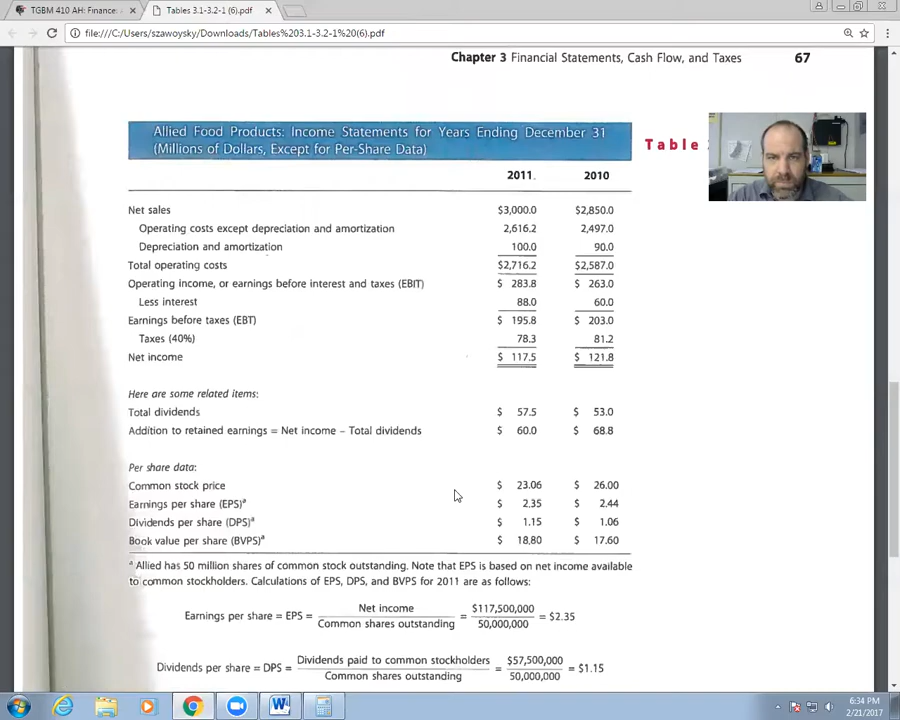 TGBM 410 AH: Finance: A
Tables 3.1-3.2-1 (6).pdf
file:///C:/Users/szawoysky/Downloads/Tables%203.1-3.2-1%20(6).pdf
Chapter 3 Financial Statements, Cash Flow, and Taxes 67
Allied Food Products: Income Statements for Years Ending December 31
(Millions of Dollars, Except for Per-Share Data)
Table
2011 2010
Net sales $3,000.0 $2,850.0
Operating costs except depreciation and amortization 2,616.2 2,497.0
Depreciation and amortization 100.0 90.0
Total operating costs $2,716.2 $2,587.0
Operating income, or earnings before interest and taxes (EBIT) $ 283.8 $ 263.0
Less interest 88.0 60.0
Earnings before taxes (EBT) $ 195.8 $ 203.0
Taxes (40%) 78.3 81.2
Net income $ 117.5 $ 121.8
Here are some related items:
Total dividends $ 57.5 $ 53.0
Addition to retained earnings = Net income – Total dividends $ 60.0 $ 68.8
Per share data:
Common stock price $ 23.06 $ 26.00
Earnings per share (EPS)ᵃ $ 2.35 $ 2.44
Dividends per share (DPS)ᵃ $ 1.15 $ 1.06
Book value per share (BVPS)ᵃ $ 18.80 $ 17.60
ᵃ Allied has 50 million shares of common stock outstanding. Note that EPS is based on net income available
to common stockholders. Calculations of EPS, DPS, and BVPS for 2011 are as follows:
Earnings per share = EPS = Net income / Common shares outstanding = $117,500,000 / 50,000,000 = $2.35
Dividends per share = DPS = Dividends paid to common stockholders / Common shares outstanding = $57,500,000 / 50,000,000 = $1.15
6:34 PM
2/21/2017